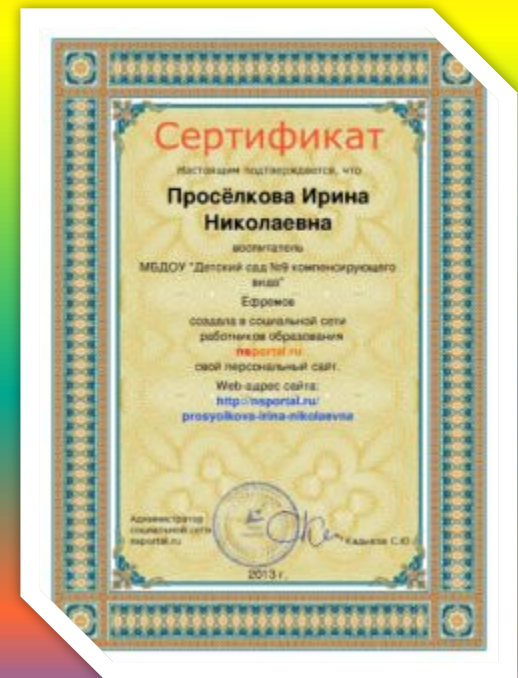 Сертификат
Настоящим подтверждается, что
Просёлкова Ирина
Николаевна
воспитатель
МБДОУ "Детский сад №9 компенсирующего
вида"
Ефремов
создала в социальной сети
работников образования
nsportal.ru
свой персональный сайт.
Web-адрес сайта:
http://nsportal.ru/
prosyolkova-irina-nikolaevna
Администратор
социальной сети
nsportal.ru
С.Ю.
2013 г.